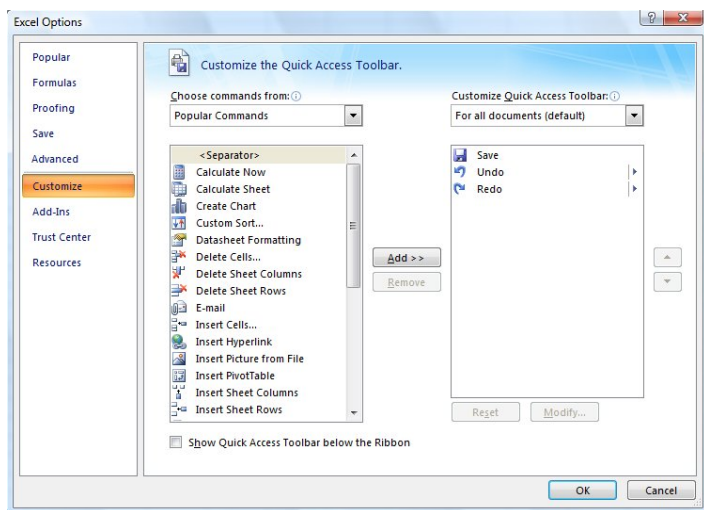 Excel Options
Popular
Formulas
Proofing
Save
Advanced
Customize
Add-Ins
Trust Center
Resources
Customize the Quick Access Toolbar.
Choose commands from:
Popular Commands
<Separator>
Calculate Now
Calculate Sheet
Create Chart
Custom Sort...
Datasheet Formatting
Delete Cells...
Delete Sheet Columns
Delete Sheet Rows
E-mail
Insert Cells...
Insert Hyperlink
Insert Picture from File
Insert PivotTable
Insert Sheet Columns
Insert Sheet Rows
Show Quick Access Toolbar below the Ribbon
Add >>
Remove
Customize Quick Access Toolbar:
For all documents (default)
Save
Undo
Redo
Reset
Modify...
OK
Cancel